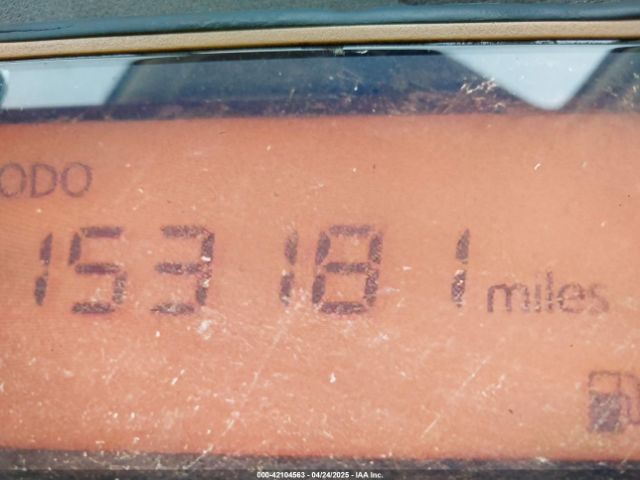 ODO
153181 miles
000-42104563 - 04/24/2025 - IAA Inc.